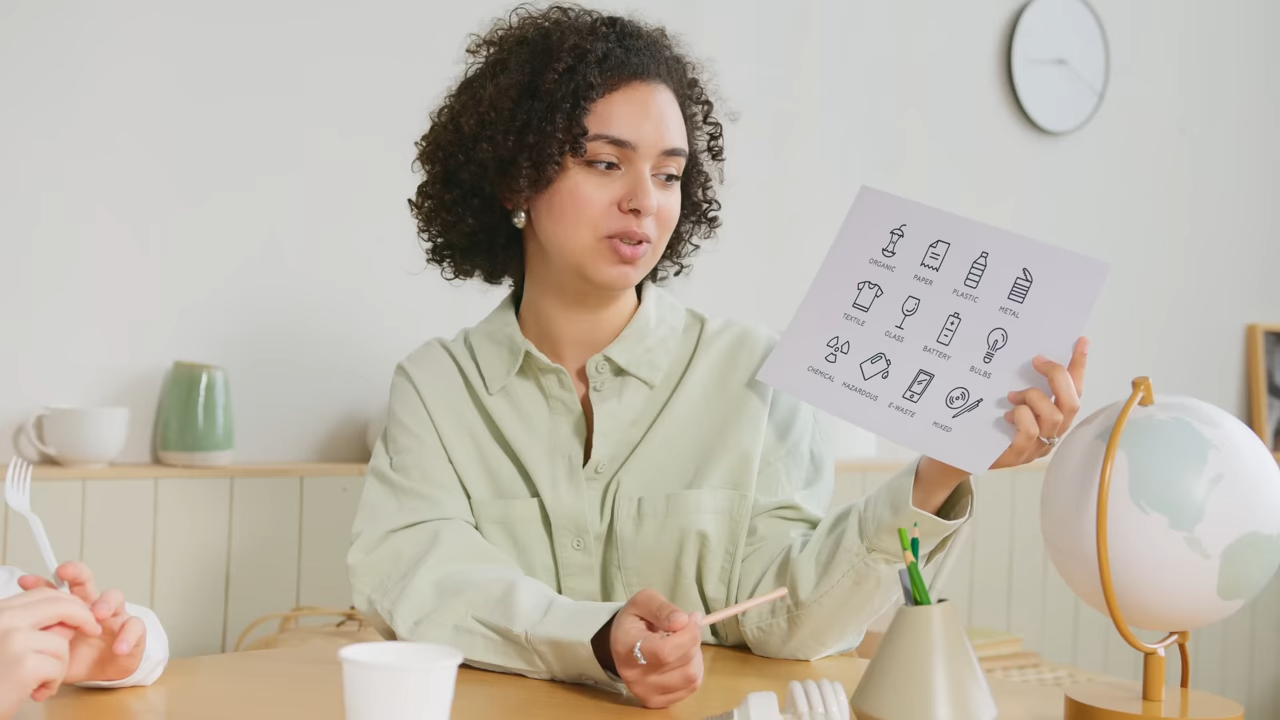 ORGANIC PAPER PLASTIC METAL
TEXTILE GLASS BATTERY BULBS
CHEMICAL HAZARDOUS E-WASTE MIXED